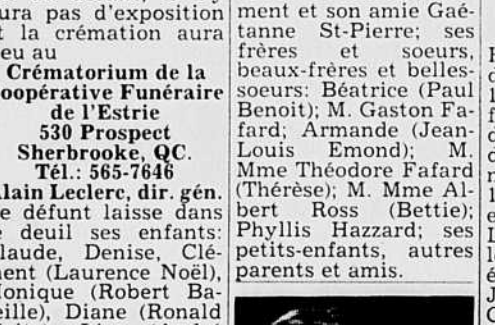 ura pas d'exposition
t la crémation aura
eu au
Crématorium de la
oopérative Funéraire
de l'Estrie
530 Prospect
Sherbrooke, QC.
Tél.: 565-7646
lain Leclerc, dir. gén.
e défunt laisse dans
e deuil ses enfants:
laude, Denise, Clé-
ment (Laurence Noël),
Monique (Robert Ba-
eille), Diane (Ronald
ment et son amie Gaé-
tanne St-Pierre; ses
frères et soeurs,
beaux-frères et belles-
soeurs: Béatrice (Paul
Benoit); M. Gaston Fa-
fard; Armande (Jean-
Louis Emond); M.
Mme Théodore Fafard
(Thérèse); M. Mme Al-
bert Ross (Bettie);
Phyllis Hazzard; ses
petits-enfants, autres
parents et amis.